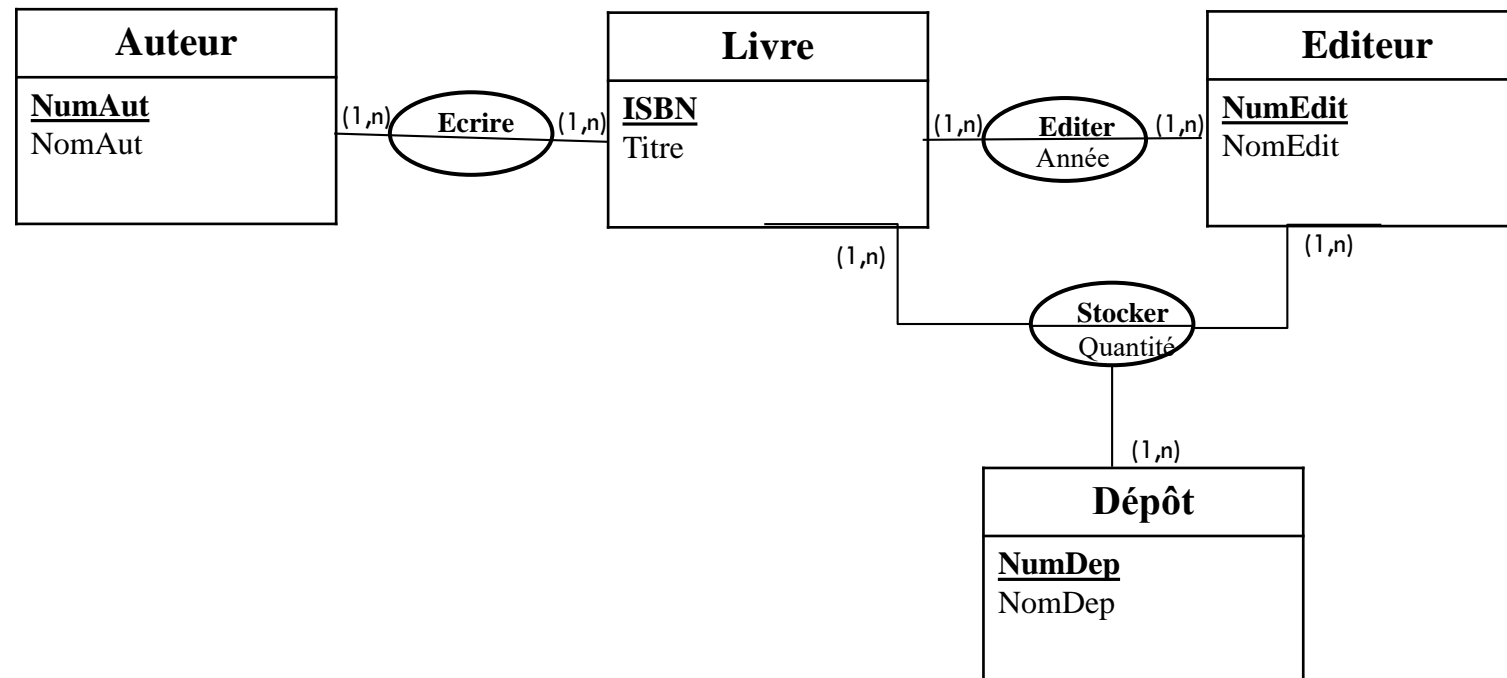 Auteur
NumAut
NomAut
(1,n)
Ecrire
(1,n)
Livre
ISBN
Titre
(1,n)
Editer
Année
(1,n)
Editeur
NumEdit
NomEdit
(1,n)
(1,n)
Stocker
Quantité
(1,n)
Dépôt
NumDep
NomDep